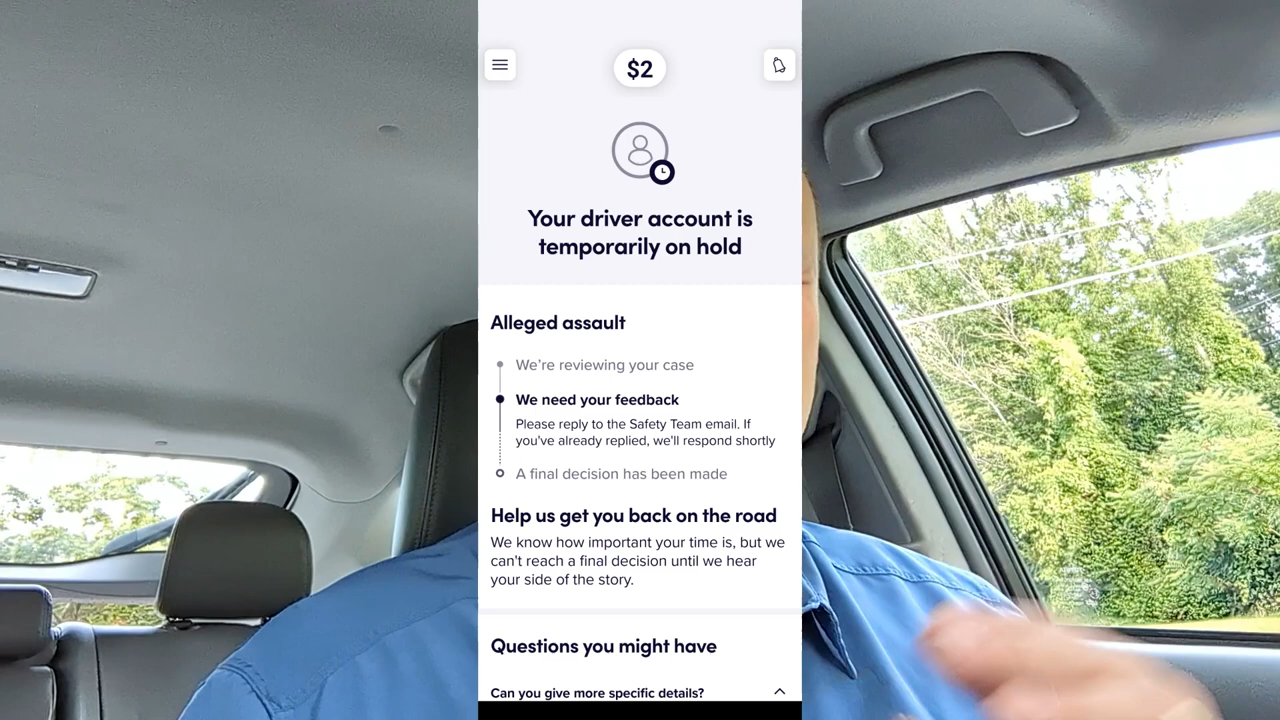 $2
Your driver account is
temporarily on hold
Alleged assault
We're reviewing your case
We need your feedback
Please reply to the Safety Team email. If
you've already replied, we'll respond shortly
A final decision has been made
Help us get you back on the road
We know how important your time is, but we
can't reach a final decision until we hear
your side of the story.
Questions you might have
Can you give more specific details?